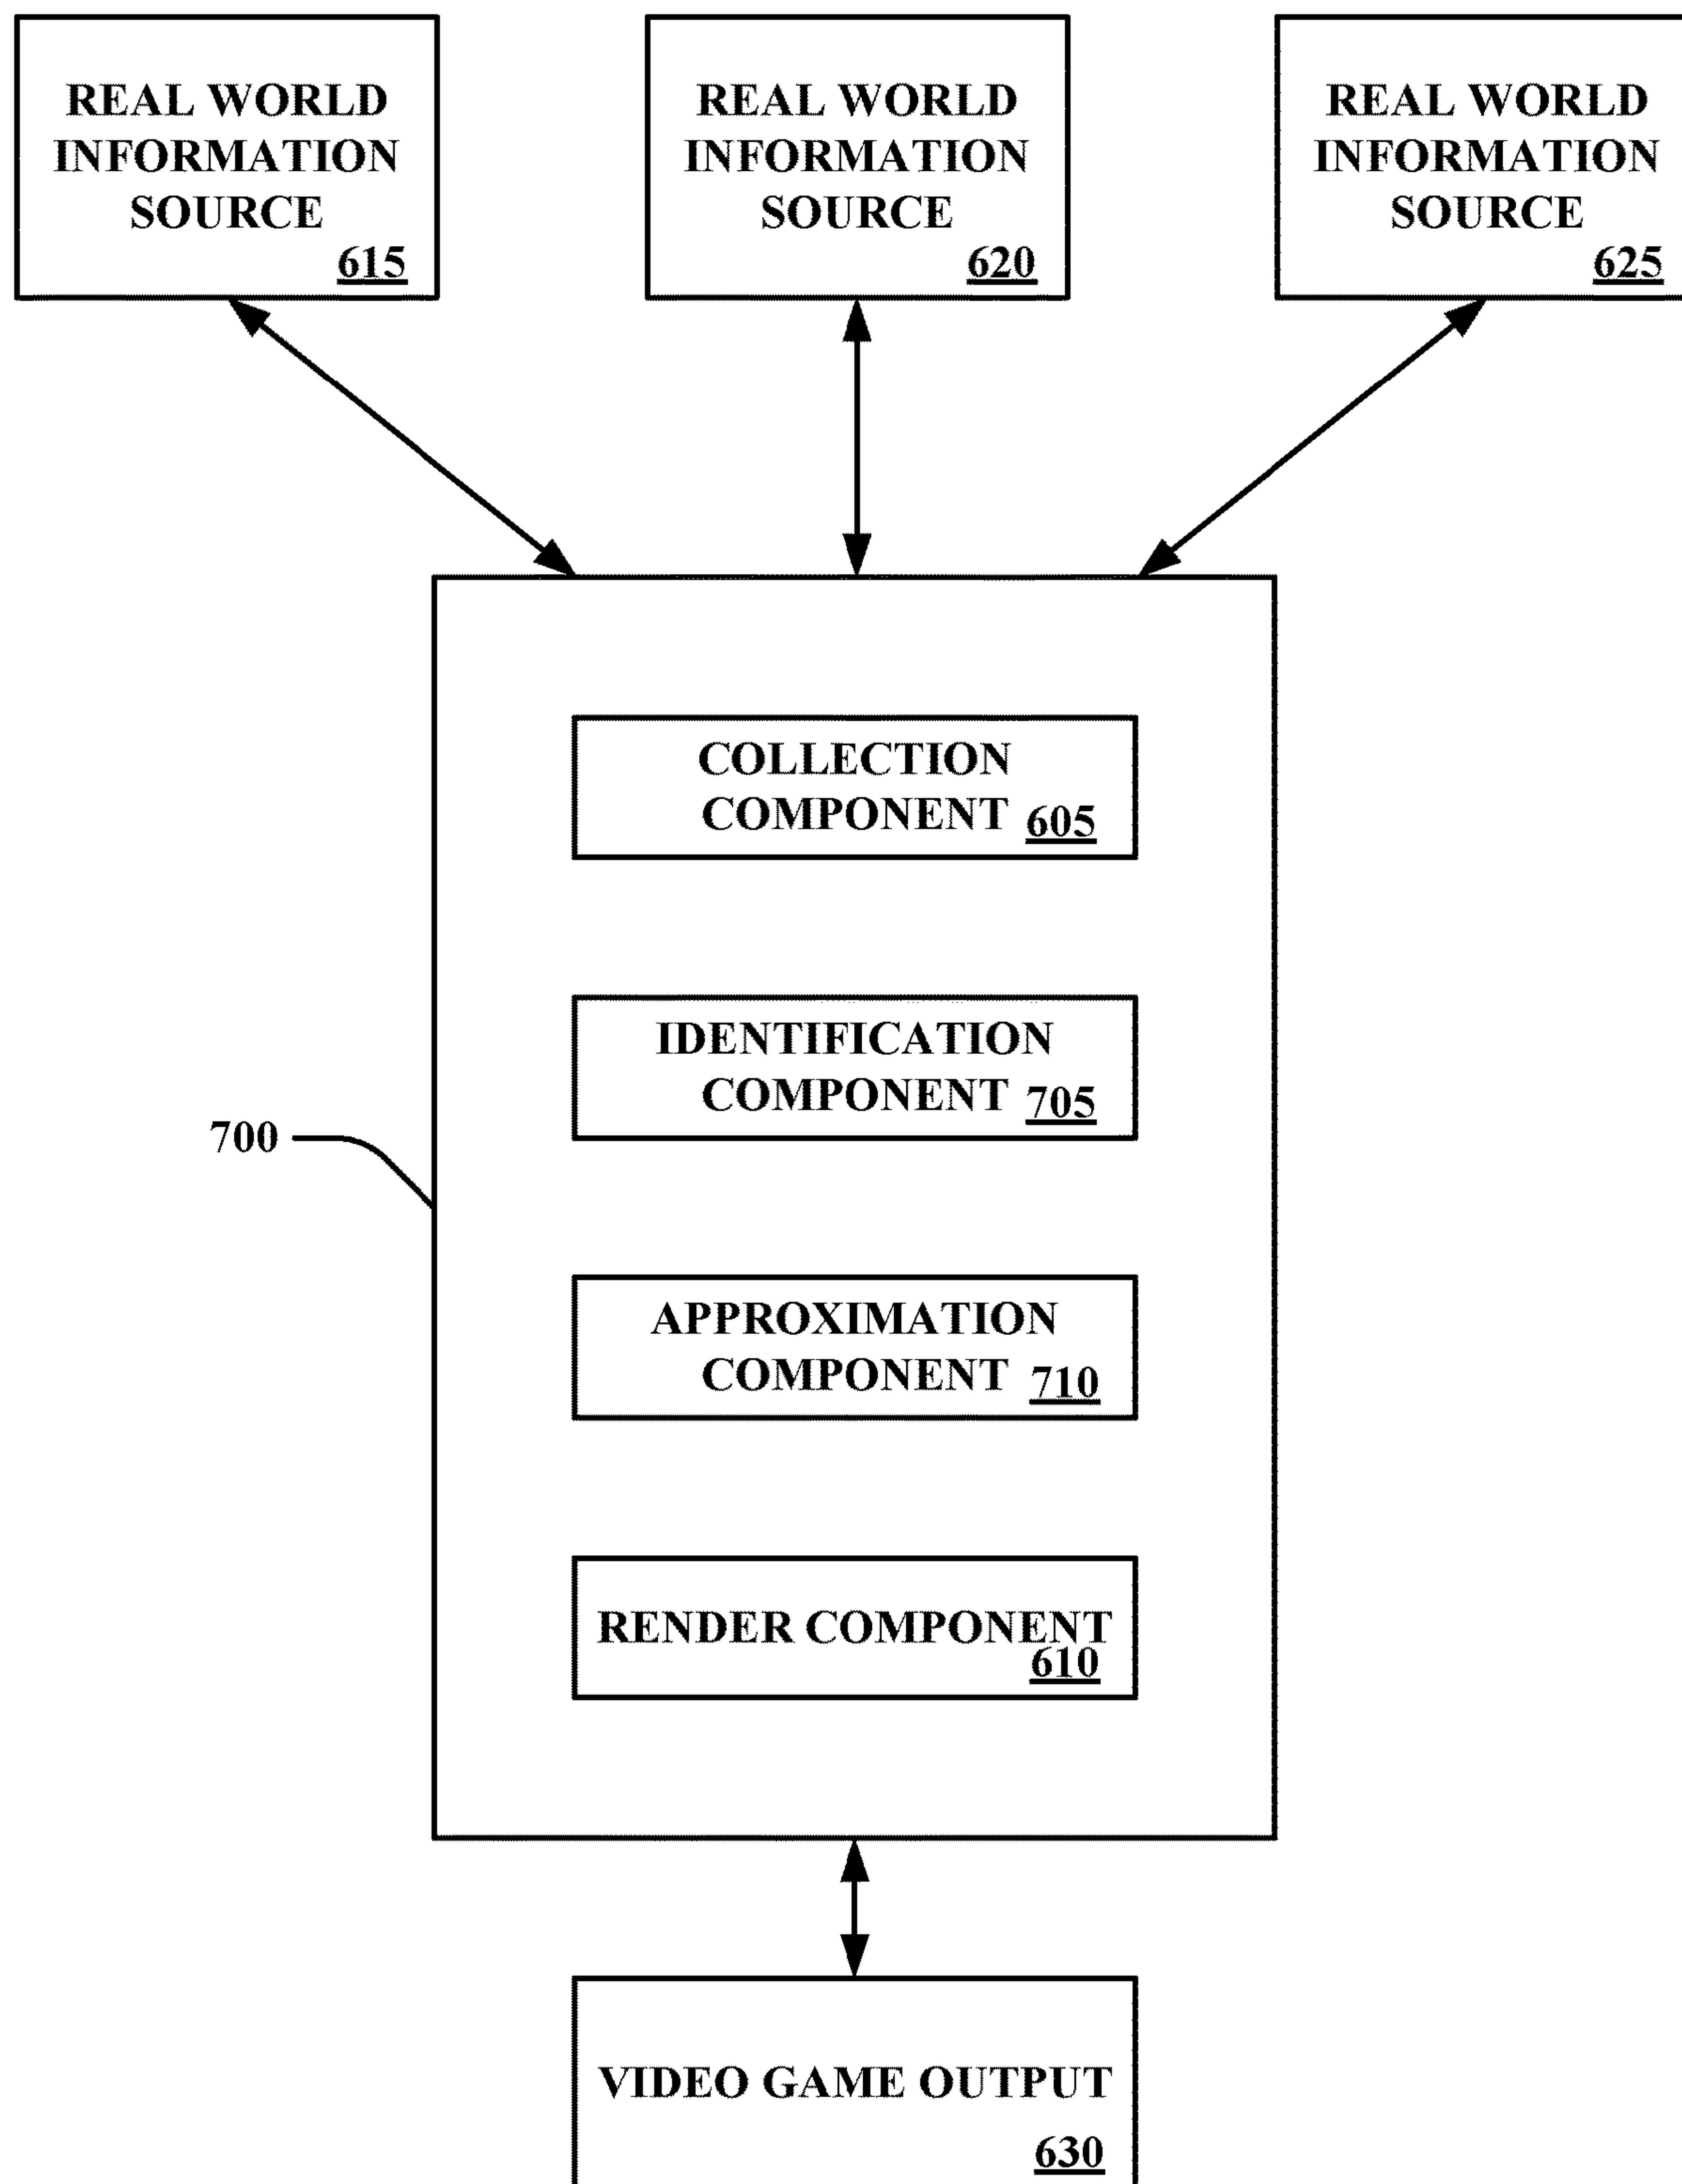 REAL WORLD
INFORMATION
SOURCE
615
REAL WORLD
INFORMATION
SOURCE
620
REAL WORLD
INFORMATION
SOURCE
625
COLLECTION
COMPONENT 605
IDENTIFICATION
COMPONENT 705
700
APPROXIMATION
COMPONENT 710
RENDER COMPONENT
610
VIDEO GAME OUTPUT
630